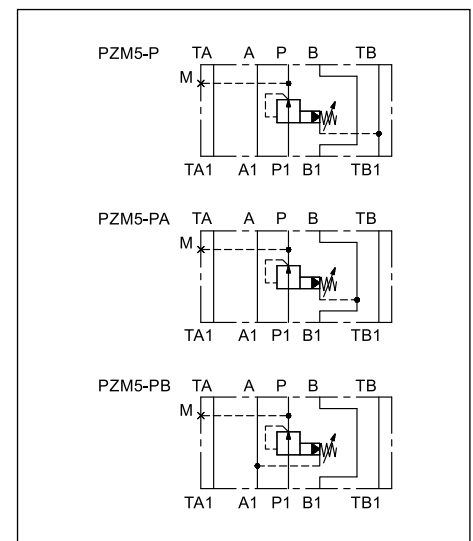 PZM5-P TA A P B TB
M
TA1 A1 P1 B1 TB1
PZM5-PA TA A P B TB
M
TA1 A1 P1 B1 TB1
PZM5-PB TA A P B TB
M
TA1 A1 P1 B1 TB1